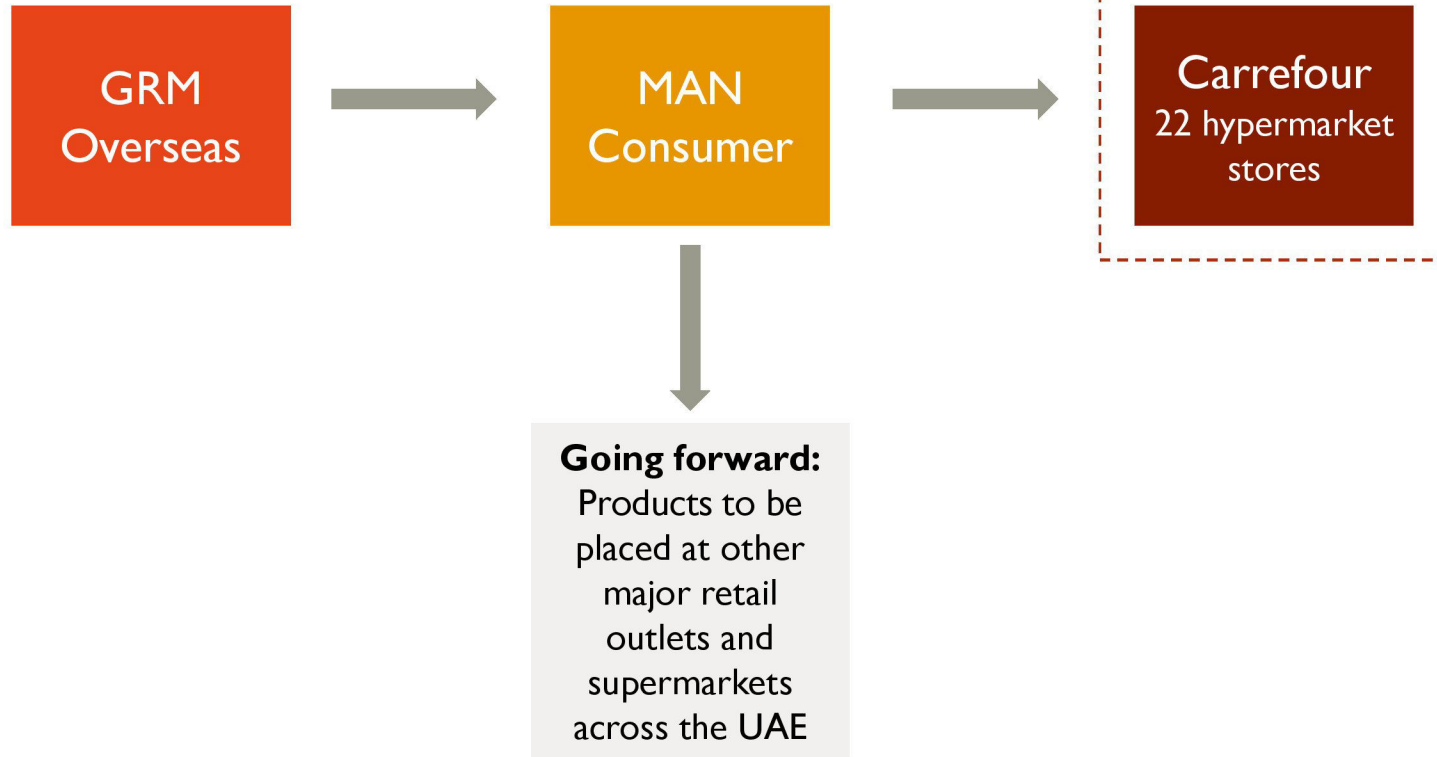 GRM
Overseas
MAN
Consumer
Carrefour
22 hypermarket
stores
Going forward:
Products to be
placed at other
major retail
outlets and
supermarkets
across the UAE